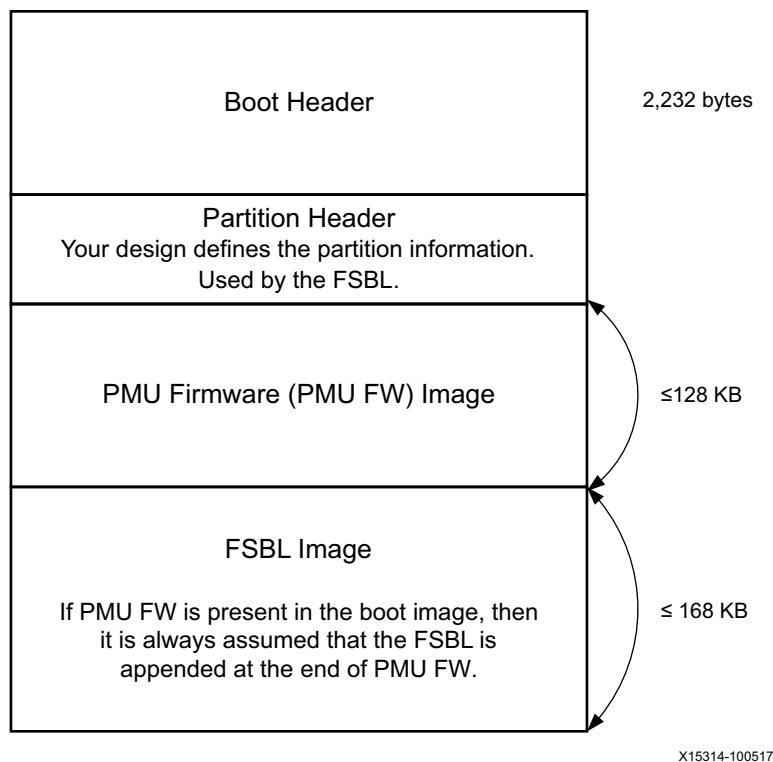 Boot Header
2,232 bytes
Partition Header
Your design defines the partition information.
Used by the FSBL.
PMU Firmware (PMU FW) Image
≤128 KB
FSBL Image
If PMU FW is present in the boot image, then
it is always assumed that the FSBL is
appended at the end of PMU FW.
≤ 168 KB
X15314-100517